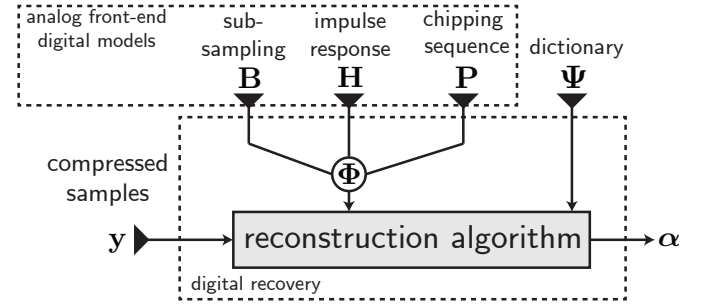 analog front-end
digital models
sub-
sampling
B
impulse
response
H
chipping
sequence
P
dictionary
Ψ
compressed
samples
Φ
y
reconstruction algorithm
α
digital recovery